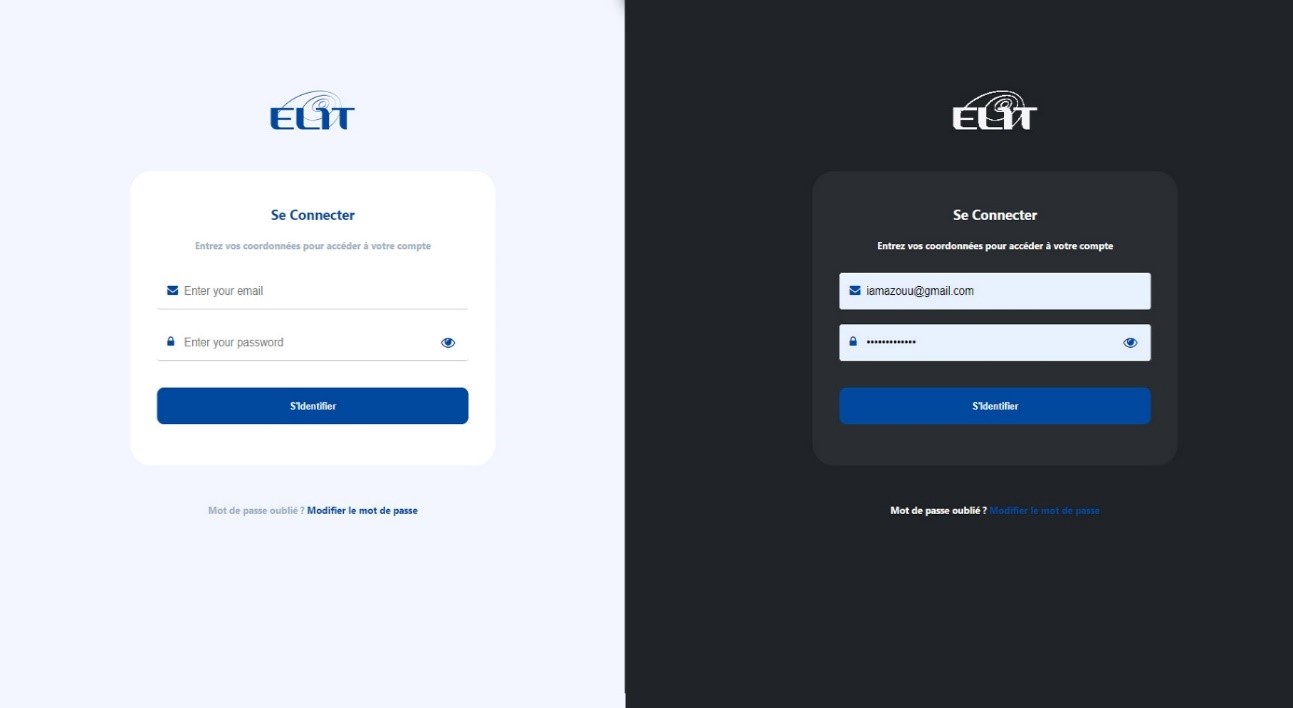 ELIT
Se Connecter
Entrez vos coordonnées pour accéder à votre compte
Enter your email
Enter your password
S'Identifier
Mot de passe oublié ? Modifier le mot de passe
ELIT
Se Connecter
Entrez vos coordonnées pour accéder à votre compte
iamazouu@gmail.com
•••••••••••••
S'Identifier
Mot de passe oublié ? Modifier le mot de passe